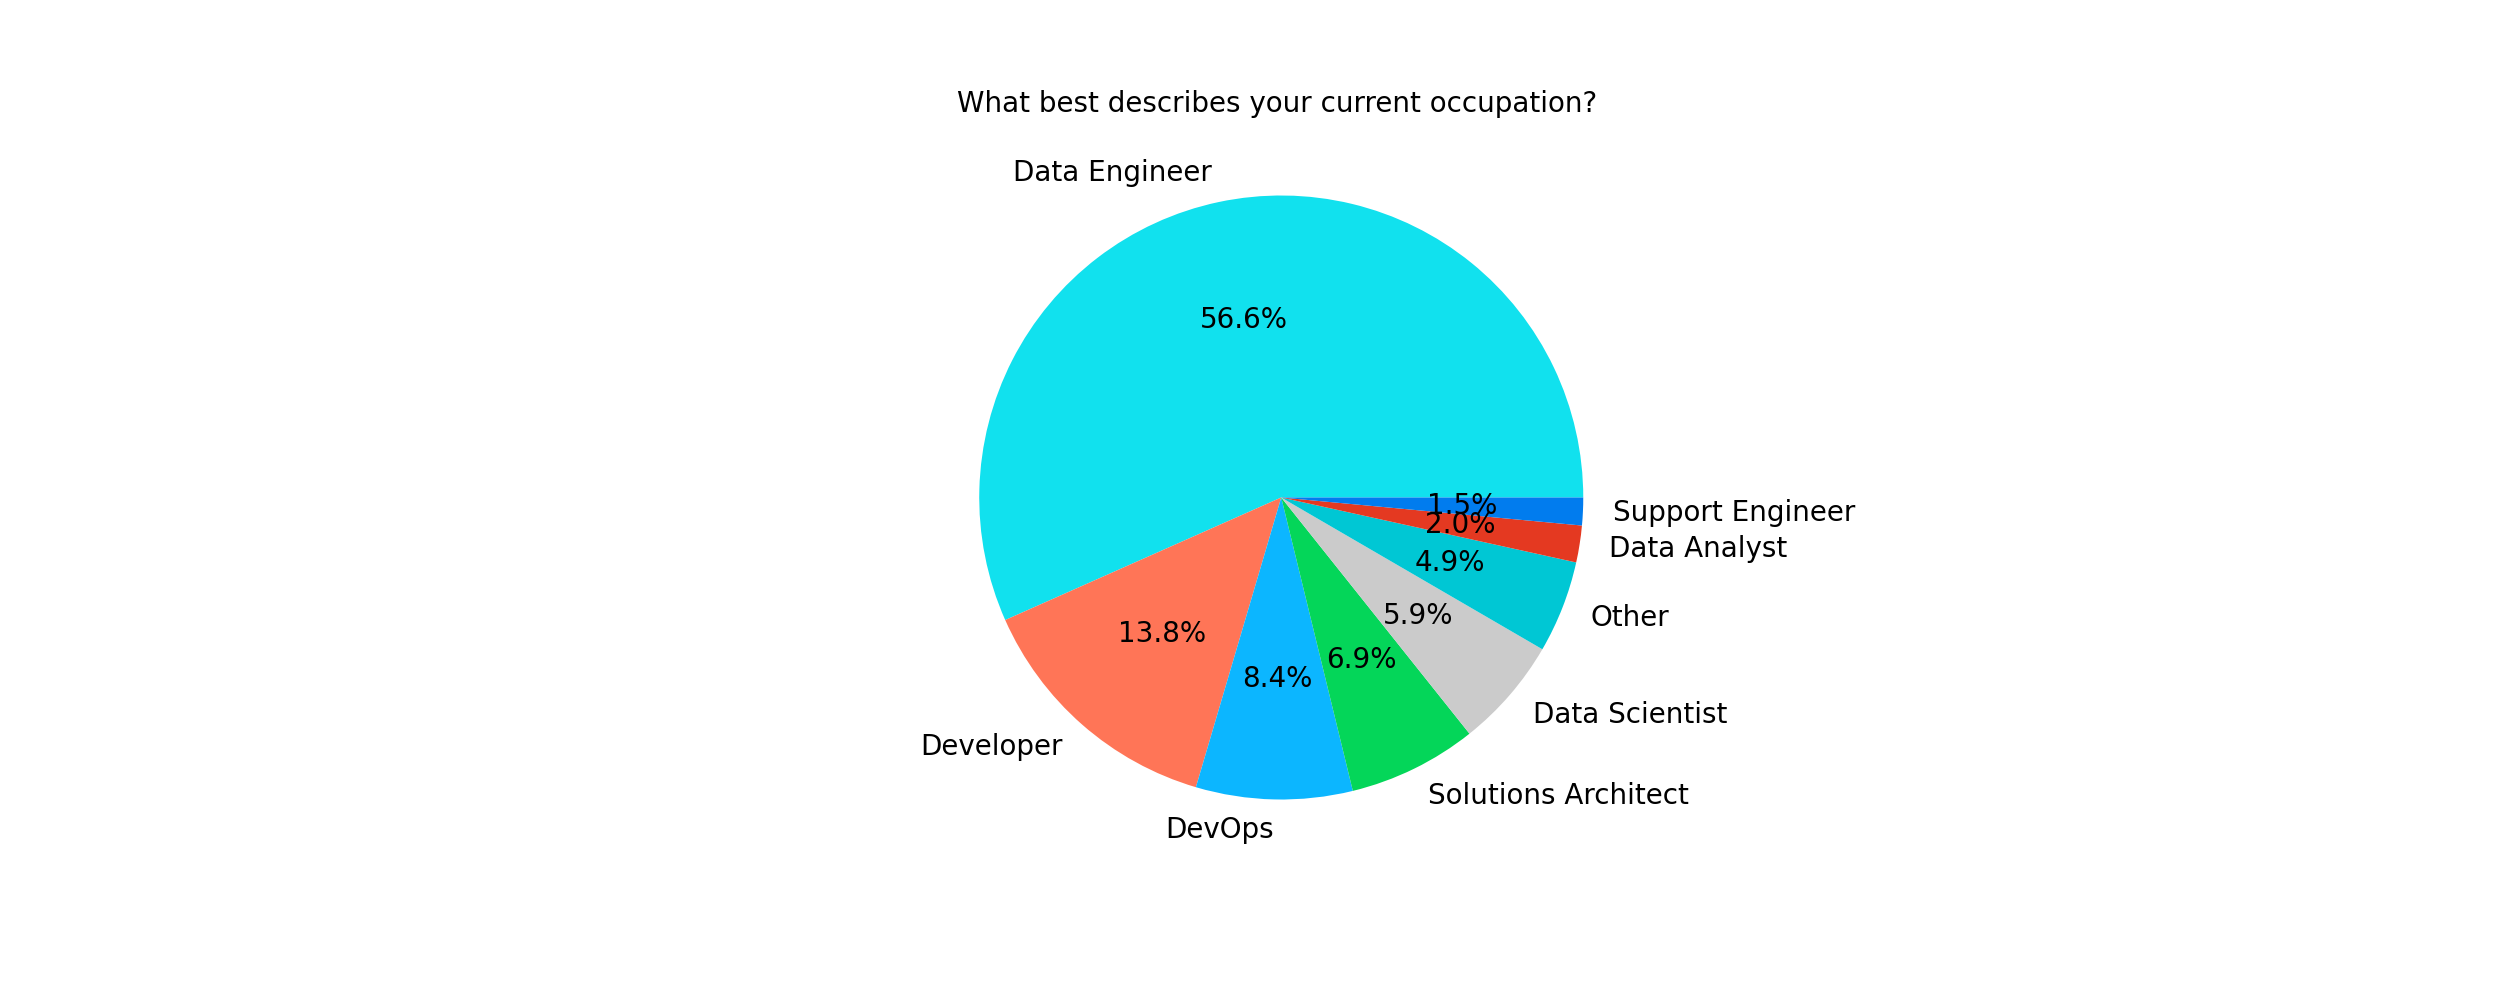 What best describes your current occupation?
Data Engineer
56.6%
1.5%
Support Engineer
2.0%
Data Analyst
4.9%
Other
5.9%
13.8%
6.9%
8.4%
Data Scientist
Developer
Solutions Architect
DevOps